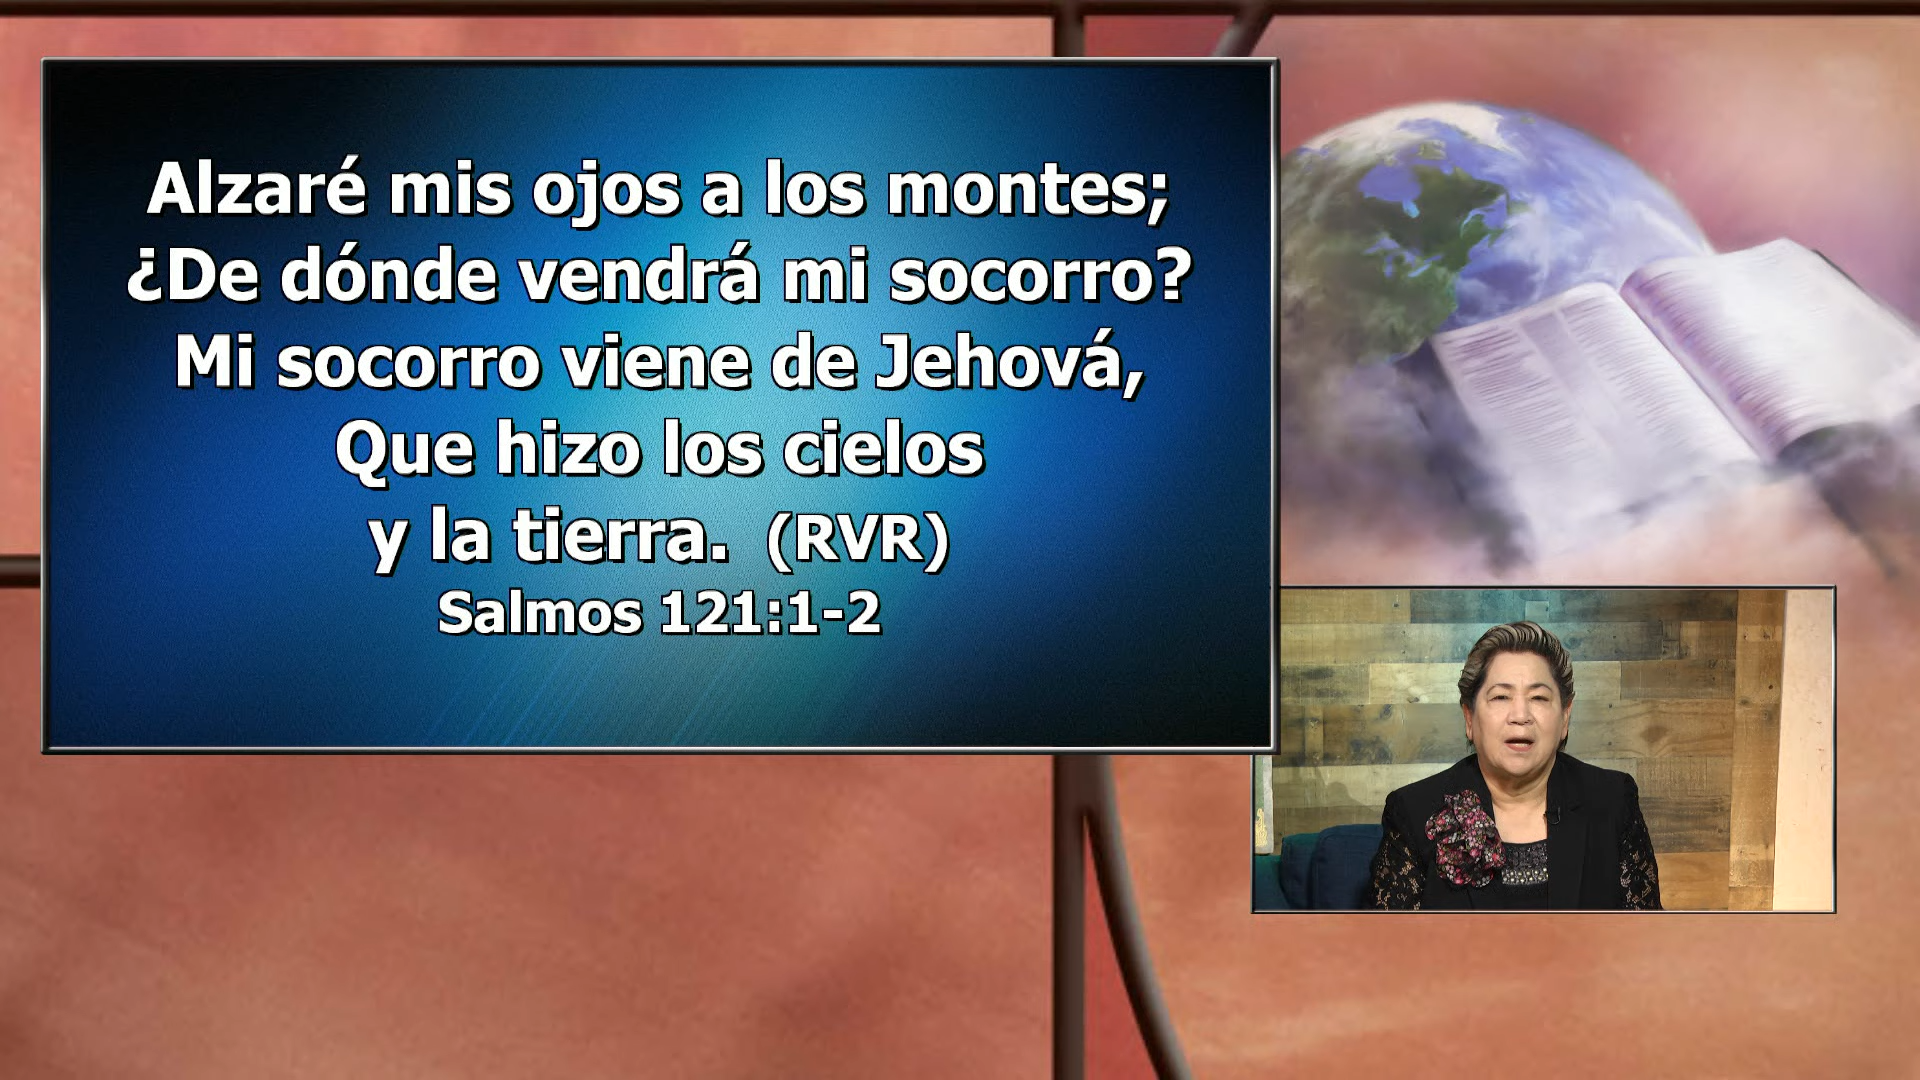 Alzaré mis ojos a los montes;
¿De dónde vendrá mi socorro?
Mi socorro viene de Jehová,
Que hizo los cielos
y la tierra. (RVR)
Salmos 121:1-2